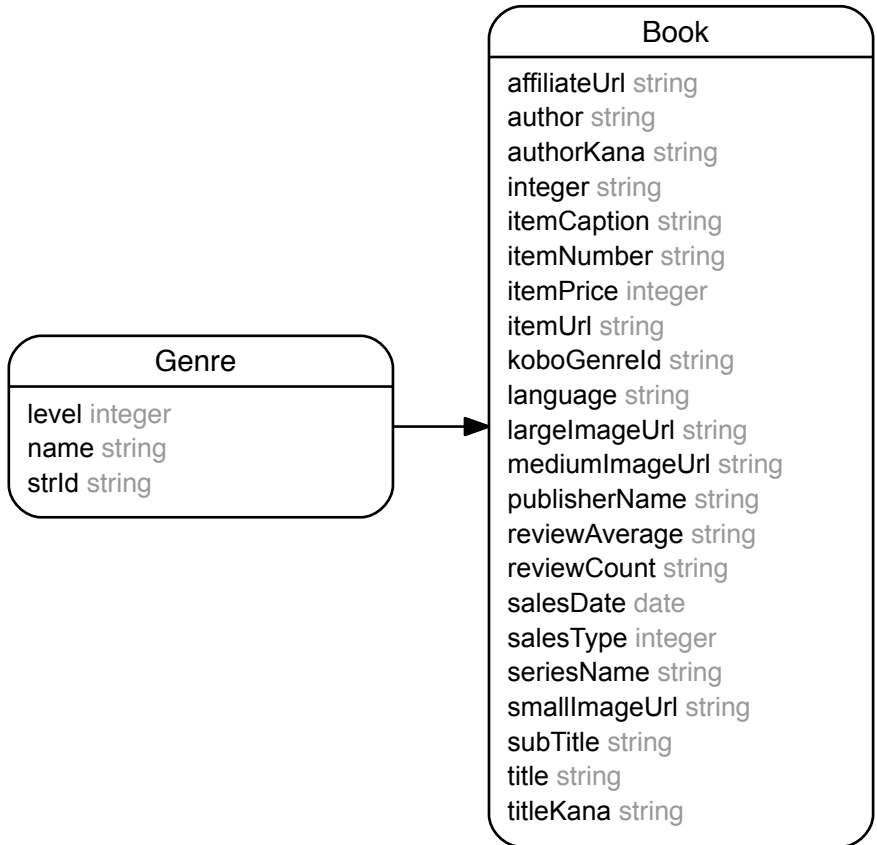 Book
affiliateUrl string
author string
authorKana string
integer string
itemCaption string
itemNumber string
itemPrice integer
itemUrl string
koboGenreId string
language string
largeImageUrl string
mediumImageUrl string
publisherName string
reviewAverage string
reviewCount string
salesDate date
salesType integer
seriesName string
smallImageUrl string
subTitle string
title string
titleKana string
Genre
level integer
name string
strId string